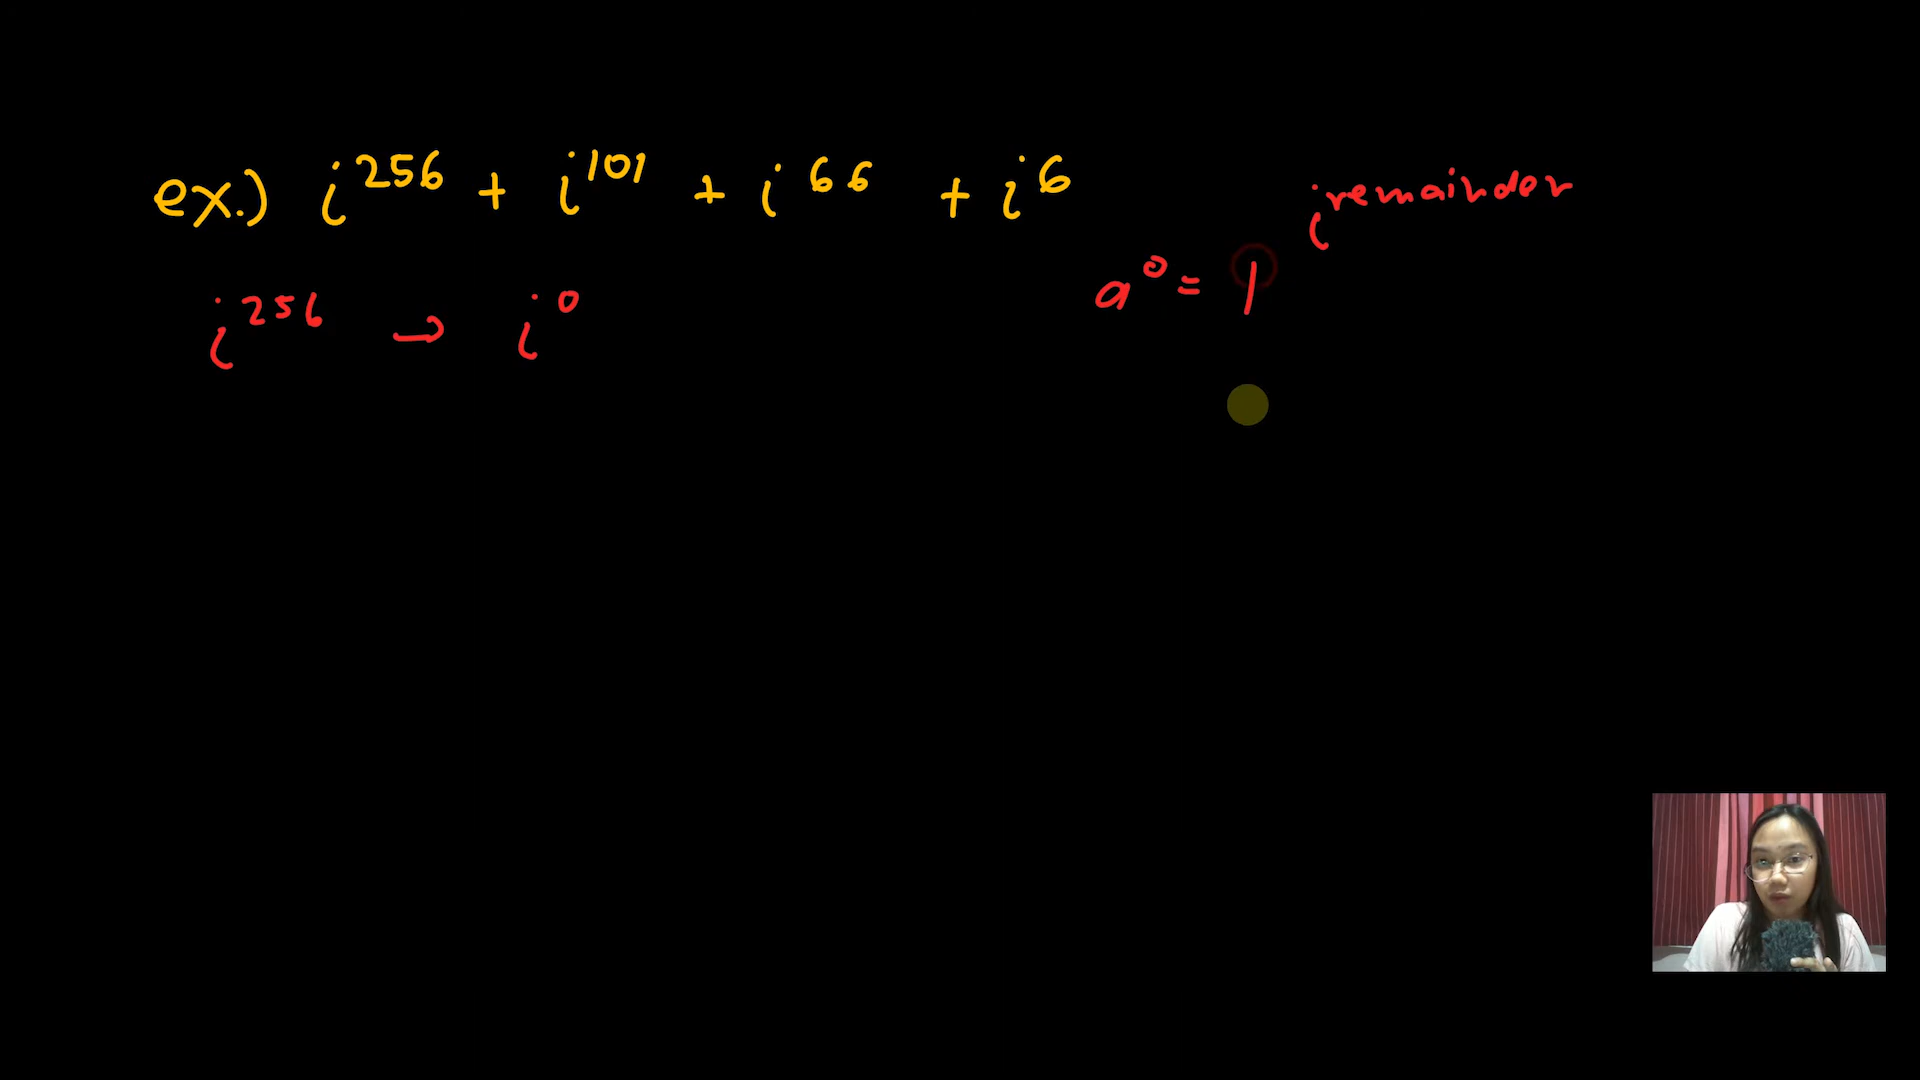 ex.) i^256 + i^101 + i^66 + i^6
i^remainder
a^0 = 1
i^256 → i^0